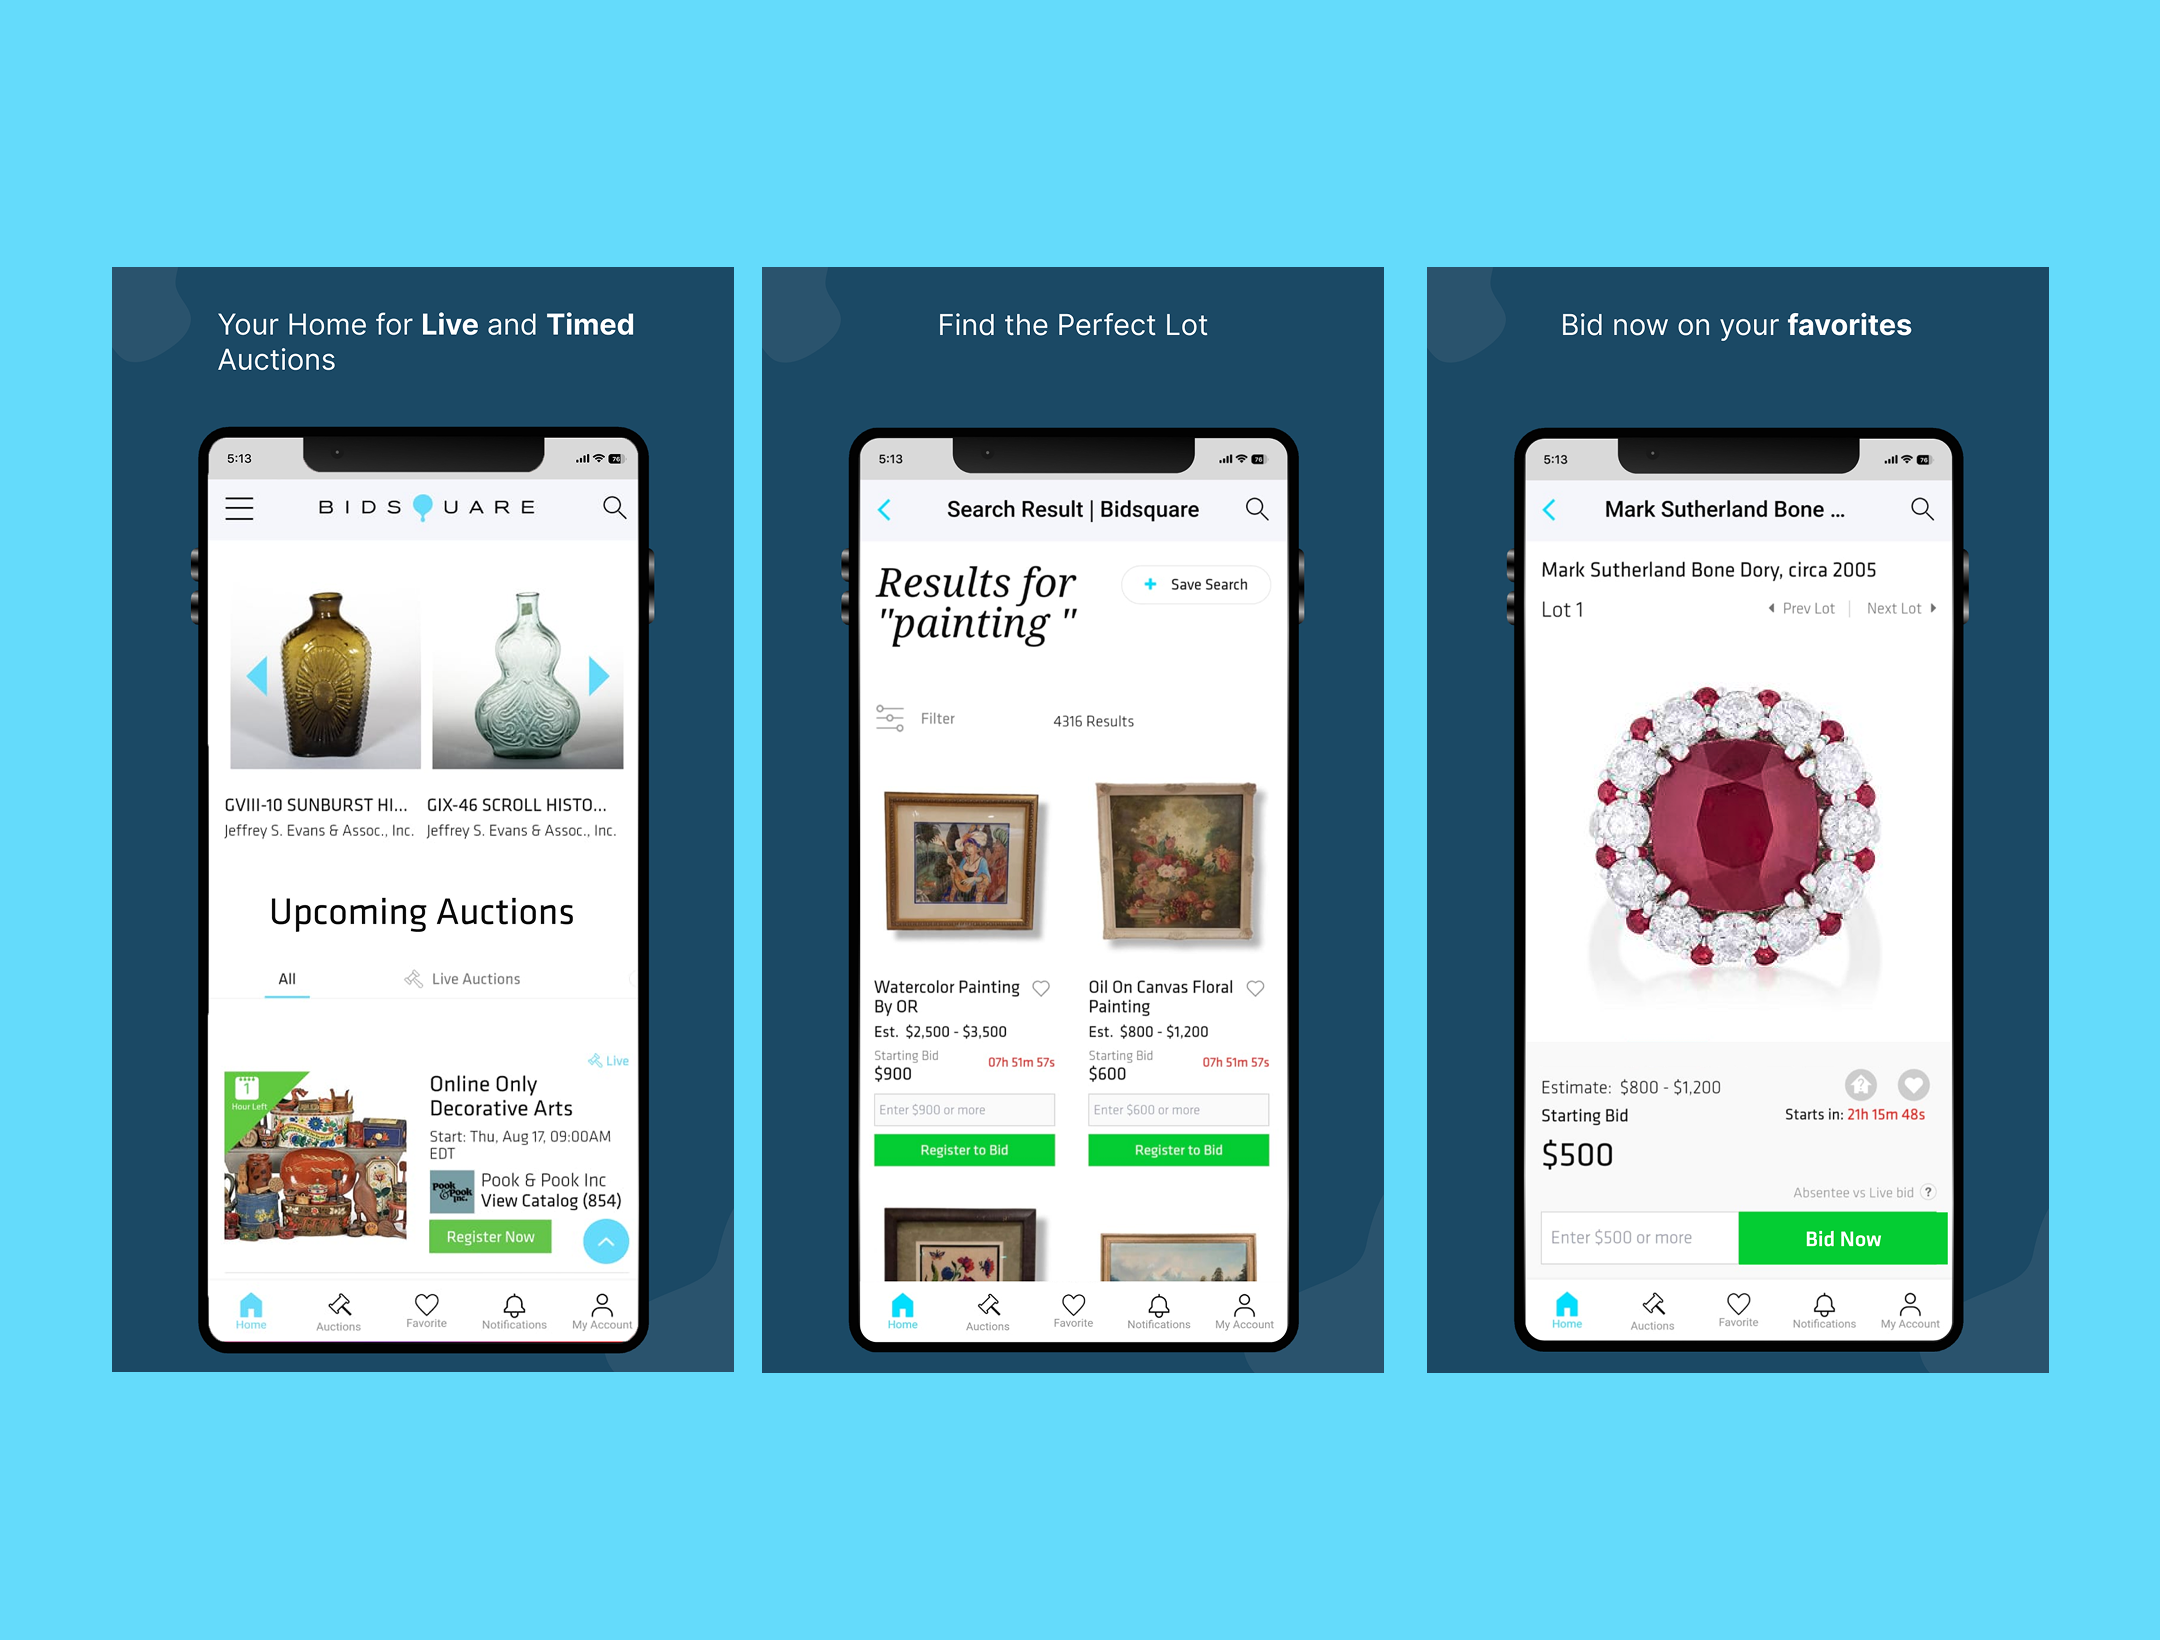 Your Home for Live and Timed
Auctions
5:13
76
BIDSQUARE
GVIII-10 SUNBURST HI...
Jeffrey S. Evans & Assoc., Inc.
GIX-46 SCROLL HISTO...
Jeffrey S. Evans & Assoc., Inc.
Upcoming Auctions
All
Live Auctions
Live
1
Hour Left
Online Only
Decorative Arts
Start: Thu, Aug 17, 09:00AM
EDT
Pook
&Pook
Inc.
Pook & Pook Inc
View Catalog (854)
Register Now
Home
Auctions
Favorite
Notifications
My Account
Find the Perfect Lot
5:13
76
Search Result | Bidsquare
Results for
"painting "
Save Search
Filter
4316 Results
Watercolor Painting
By OR
Est. $2,500 - $3,500
Starting Bid
$900
07h 51m 57s
Enter $900 or more
Register to Bid
Oil On Canvas Floral
Painting
Est. $800 - $1,200
Starting Bid
$600
07h 51m 57s
Enter $600 or more
Register to Bid
Home
Auctions
Favorite
Notifications
My Account
Bid now on your favorites
5:13
76
Mark Sutherland Bone ...
Mark Sutherland Bone Dory, circa 2005
Lot 1
Prev Lot
Next Lot
Estimate: $800 - $1,200
?
Starting Bid
Starts in: 21h 15m 48s
$500
Absentee vs Live bid ?
Enter $500 or more
Bid Now
Home
Auctions
Favorite
Notifications
My Account